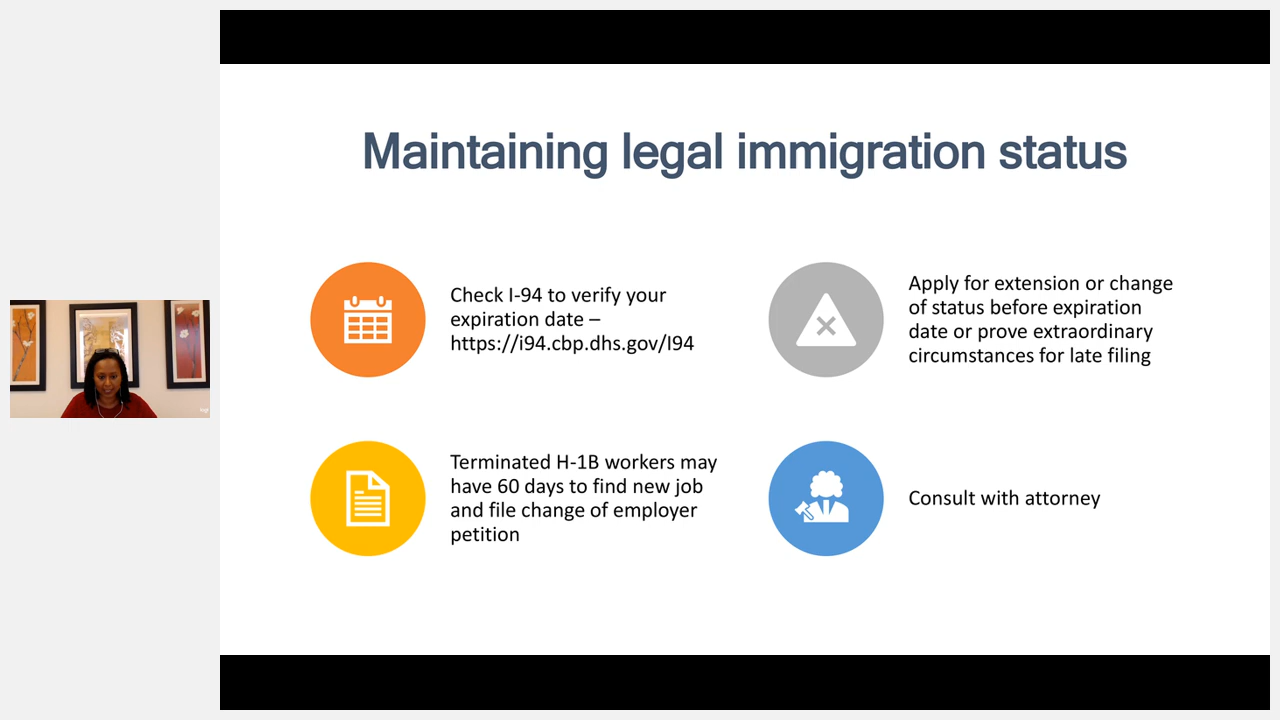 Maintaining legal immigration status
Check I-94 to verify your
expiration date –
https://i94.cbp.dhs.gov/I94
Apply for extension or change
of status before expiration
date or prove extraordinary
circumstances for late filing
Terminated H-1B workers may
have 60 days to find new job
and file change of employer
petition
Consult with attorney